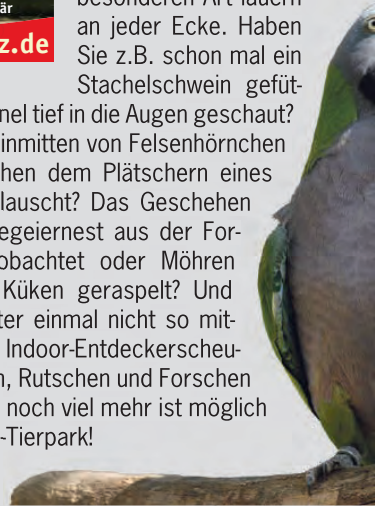 är
z.de
besonderen Art lauern
an jeder Ecke. Haben
Sie z.B. schon mal ein
Stachelschwein gefüt-
nel tief in die Augen geschaut?
inmitten von Felsenhörnchen
chen dem Plätschern eines
lauscht? Das Geschehen
egeiernest aus der For-
obachtet oder Möhren
Küken geraspelt? Und
ter einmal nicht so mit-
Indoor-Entdeckerscheu-
n, Rutschen und Forschen
noch viel mehr ist möglich
-Tierpark!